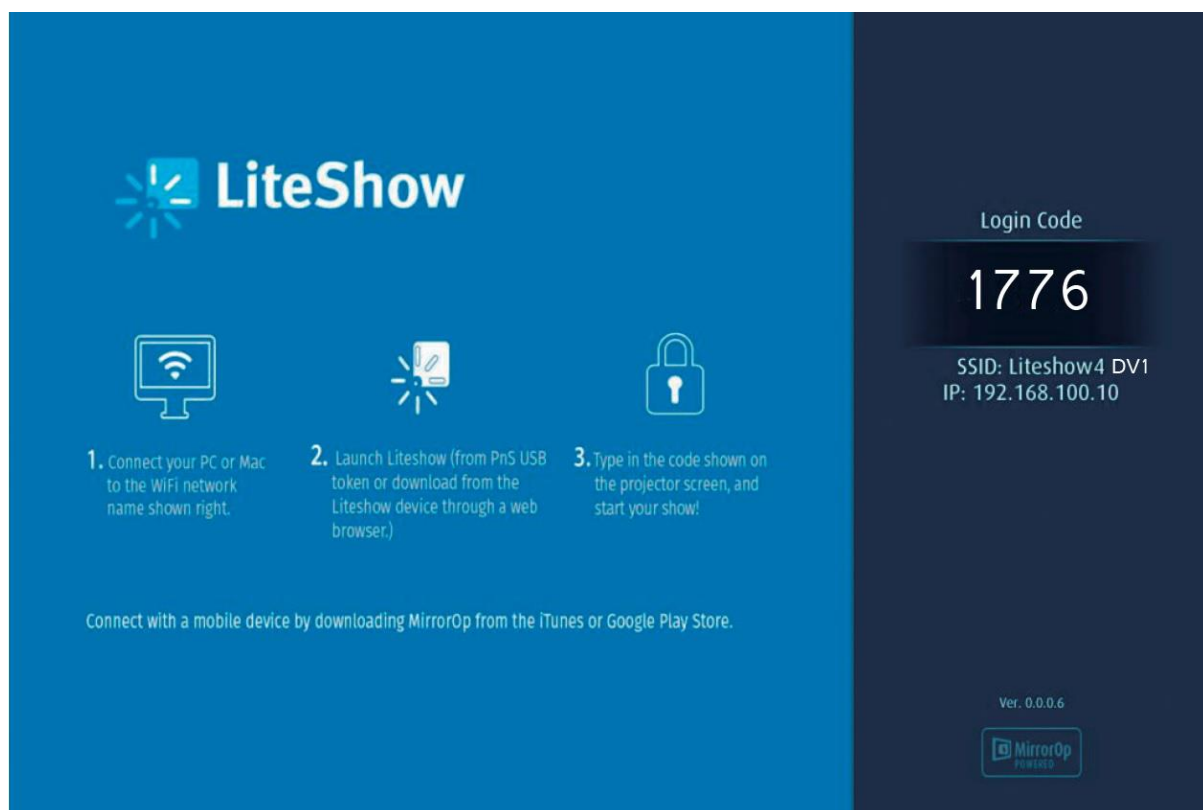 LiteShow
1. Connect your PC or Mac
to the WiFi network
name shown right.
2. Launch Liteshow (from PnS USB
token or download from the
Liteshow device through a web
browser.)
3. Type in the code shown on
the projector screen, and
start your show!
Connect with a mobile device by downloading MirrorOp from the iTunes or Google Play Store.
Login Code
1776
SSID: Liteshow4 DV1
IP: 192.168.100.10
Ver. 0.0.0.6
MirrorOp
POWERED